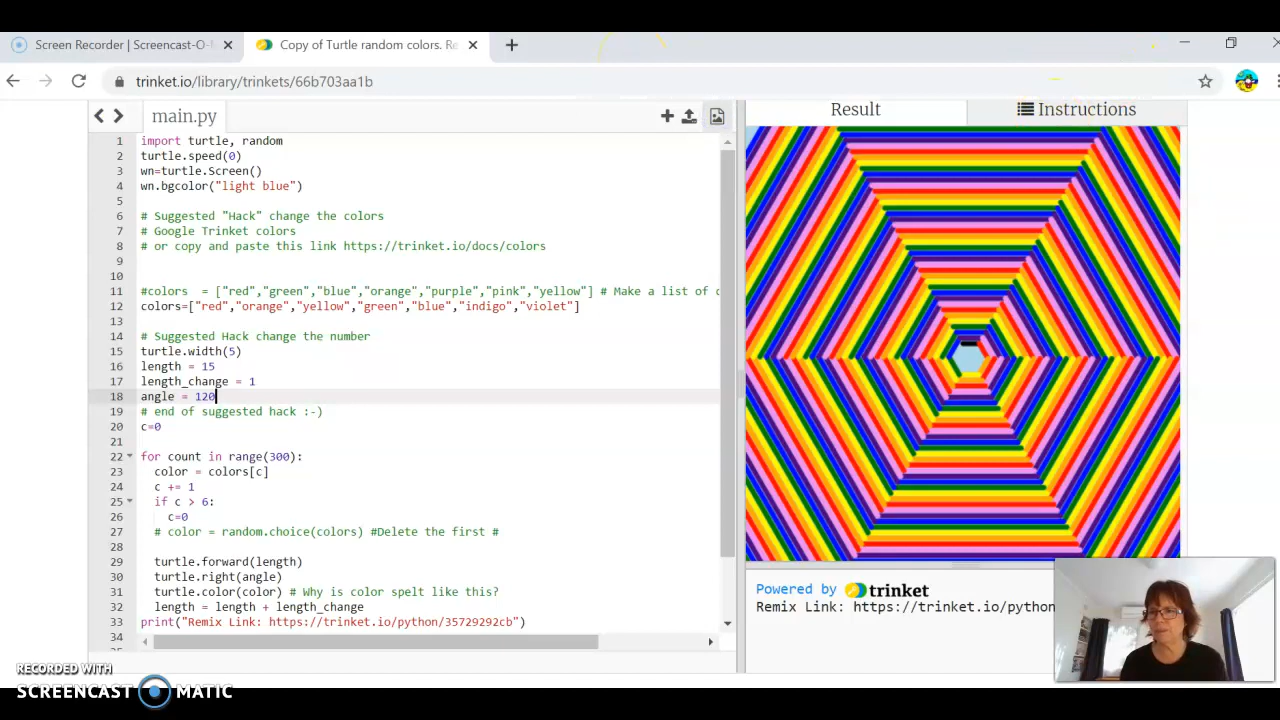 Screen Recorder | Screencast-O-M
Copy of Turtle random colors. Re
trinket.io/library/trinkets/66b703aa1b
main.py
Result
Instructions
1 import turtle, random
2 turtle.speed(0)
3 wn=turtle.Screen()
4 wn.bgcolor("light blue")
5
6 # Suggested "Hack" change the colors
7 # Google Trinket colors
8 # or copy and paste this link https://trinket.io/docs/colors
9
10
11 #colors = ["red","green","blue","orange","purple","pink","yellow"] # Make a list of c
12 colors=["red","orange","yellow","green","blue","indigo","violet"]
13
14 # Suggested Hack change the number
15 turtle.width(5)
16 length = 15
17 length_change = 1
18 angle = 120
19 # end of suggested hack :-)
20 c=0
21
22 for count in range(300):
23 color = colors[c]
24 c += 1
25 if c > 6:
26 c=0
27 # color = random.choice(colors) #Delete the first #
28
29 turtle.forward(length)
30 turtle.right(angle)
31 turtle.color(color) # Why is color spelt like this?
32 length = length + length_change
33 print("Remix Link: https://trinket.io/python/35729292cb")
34
Powered by trinket
Remix Link: https://trinket.io/python
RECORDED WITH
SCREENCAST MATIC